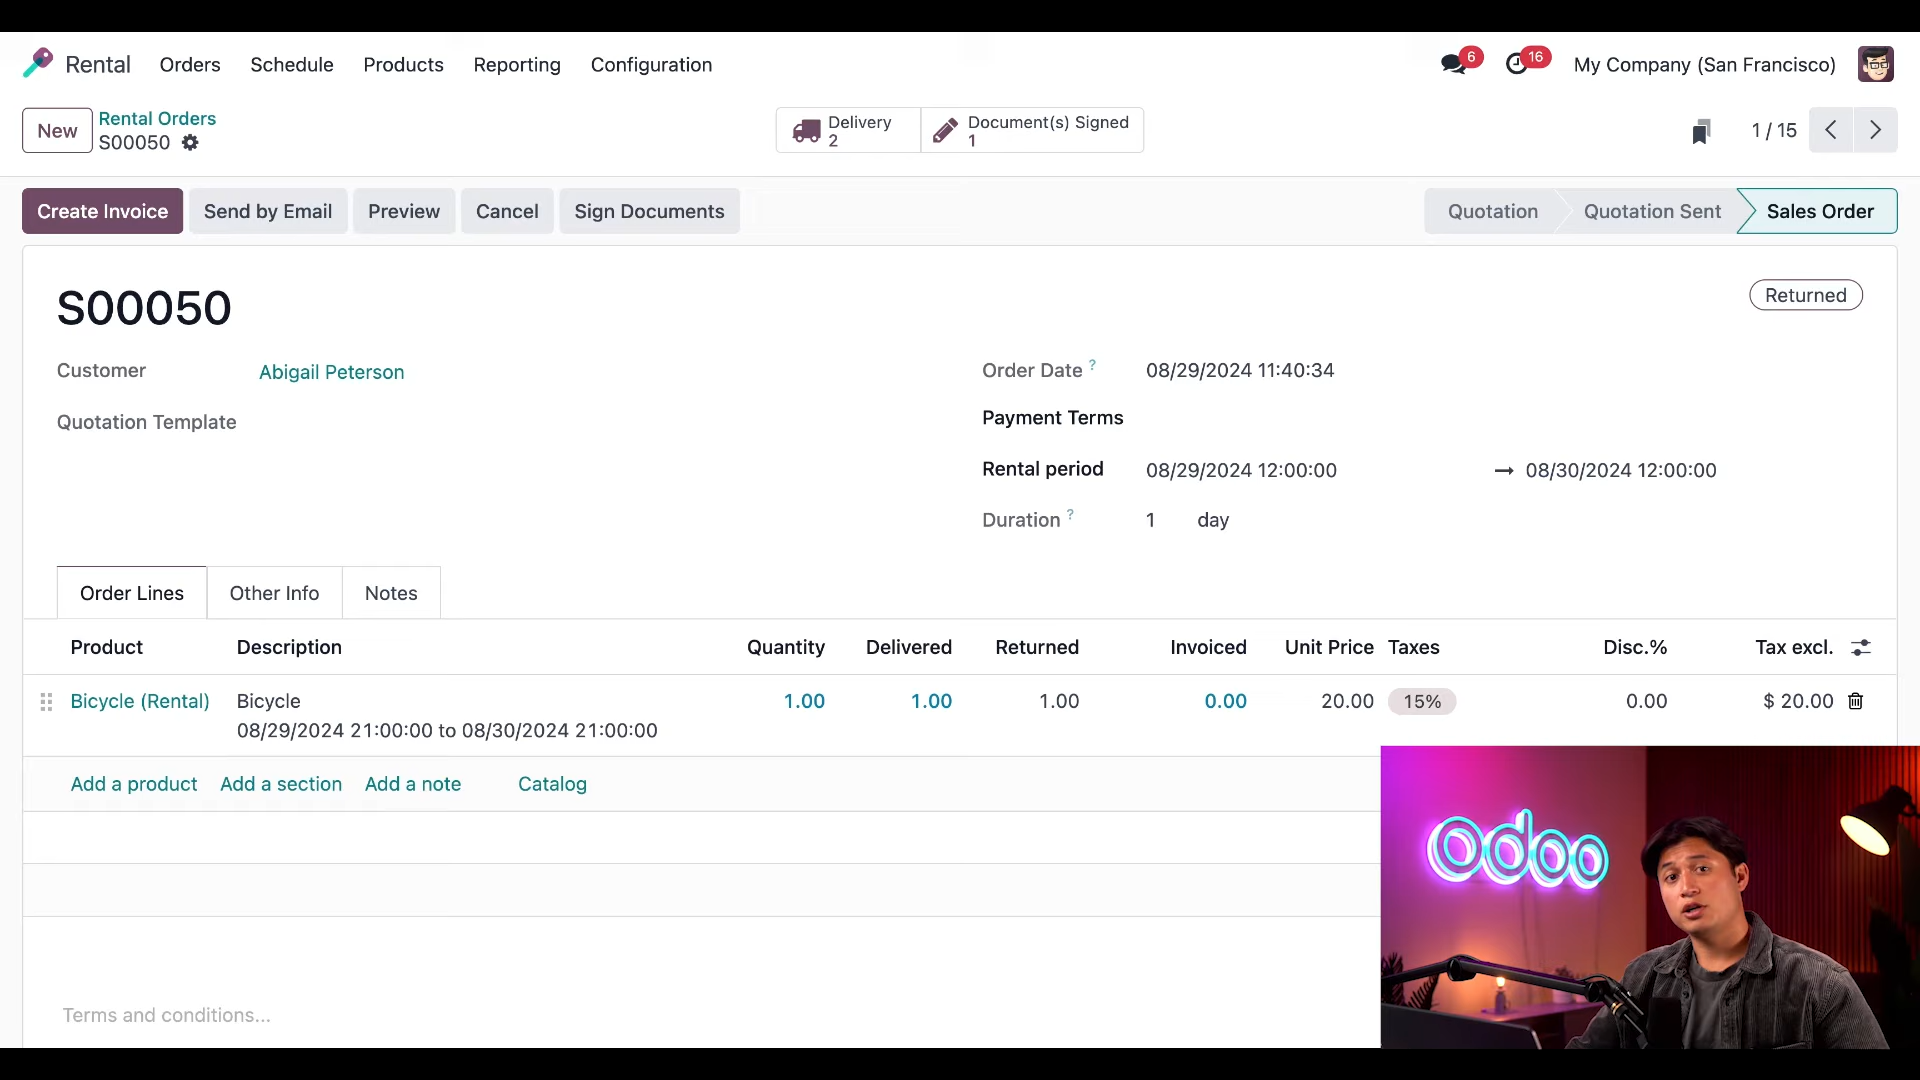 Rental Orders Schedule Products Reporting Configuration 6 16 My Company (San Francisco)
New Rental Orders Delivery Document(s) Signed 1 / 15
S00050 2 1
Create Invoice Send by Email Preview Cancel Sign Documents Quotation Quotation Sent Sales Order
S00050 Returned
Customer Abigail Peterson Order Date ? 08/29/2024 11:40:34
Quotation Template Payment Terms
Rental period 08/29/2024 12:00:00 → 08/30/2024 12:00:00
Duration ? 1 day
Order Lines Other Info Notes
Product Description Quantity Delivered Returned Invoiced Unit Price Taxes Disc.% Tax excl.
Bicycle (Rental) Bicycle 1.00 1.00 1.00 0.00 20.00 15% 0.00 $ 20.00
08/29/2024 21:00:00 to 08/30/2024 21:00:00
Add a product Add a section Add a note Catalog
odoo
Terms and conditions...